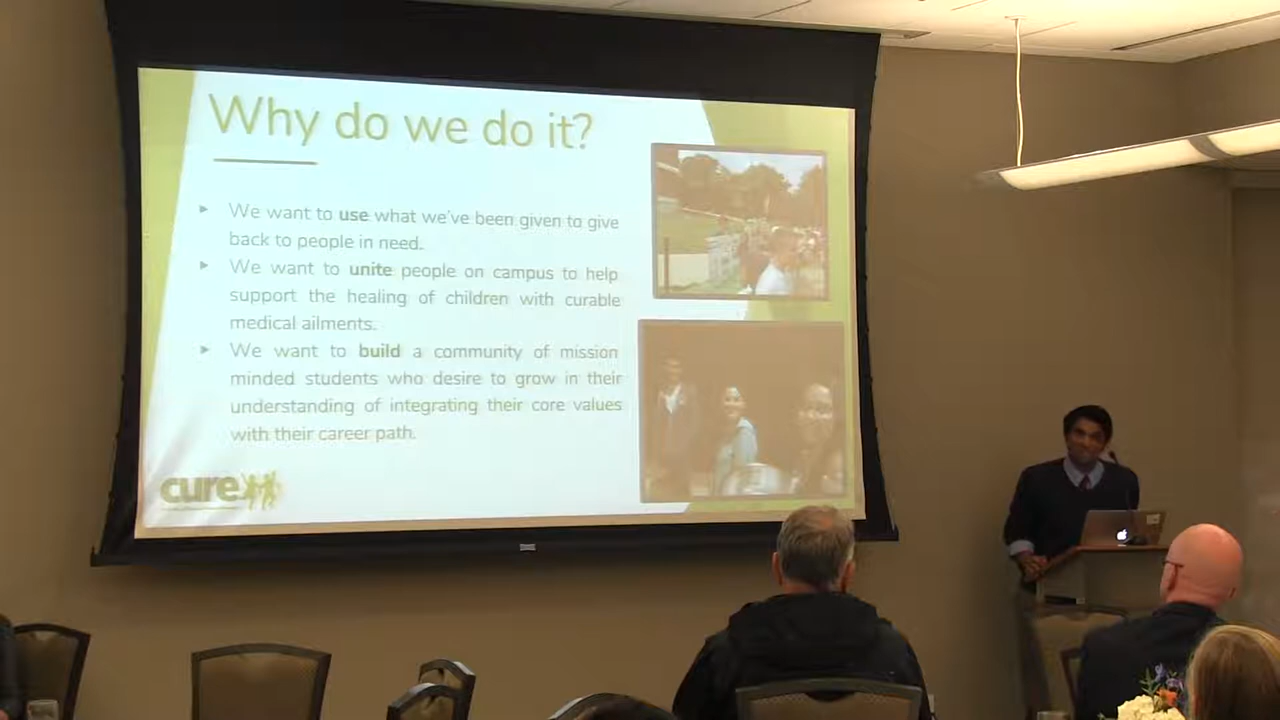 Why do we do it?
We want to use what we've been given to give
back to people in need.
We want to unite people on campus to help
support the healing of children with curable
medical ailments.
We want to build a community of mission
minded students who desire to grow in their
understanding of integrating their core values
with their career path.
cure